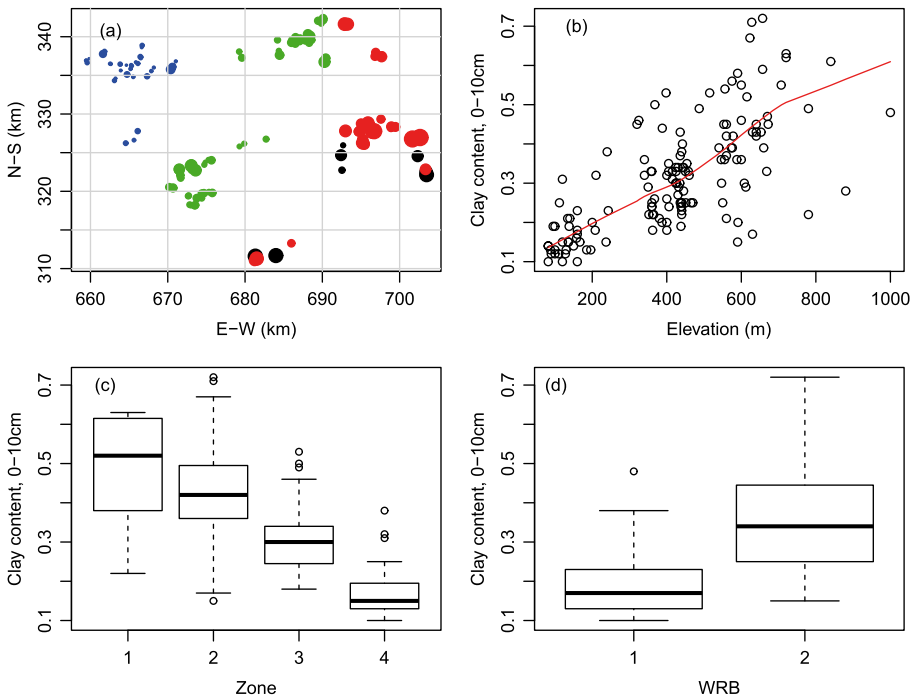 (a)
N−S (km)
340
330
320
310
660 670 680 690 700
E−W (km)
(b)
Clay content, 0−10cm
0.7
0.5
0.3
0.1
200 400 600 800 1000
Elevation (m)
(c)
Clay content, 0−10cm
0.7
0.5
0.3
0.1
1 2 3 4
Zone
(d)
Clay content, 0−10cm
0.7
0.5
0.3
0.1
1 2
WRB